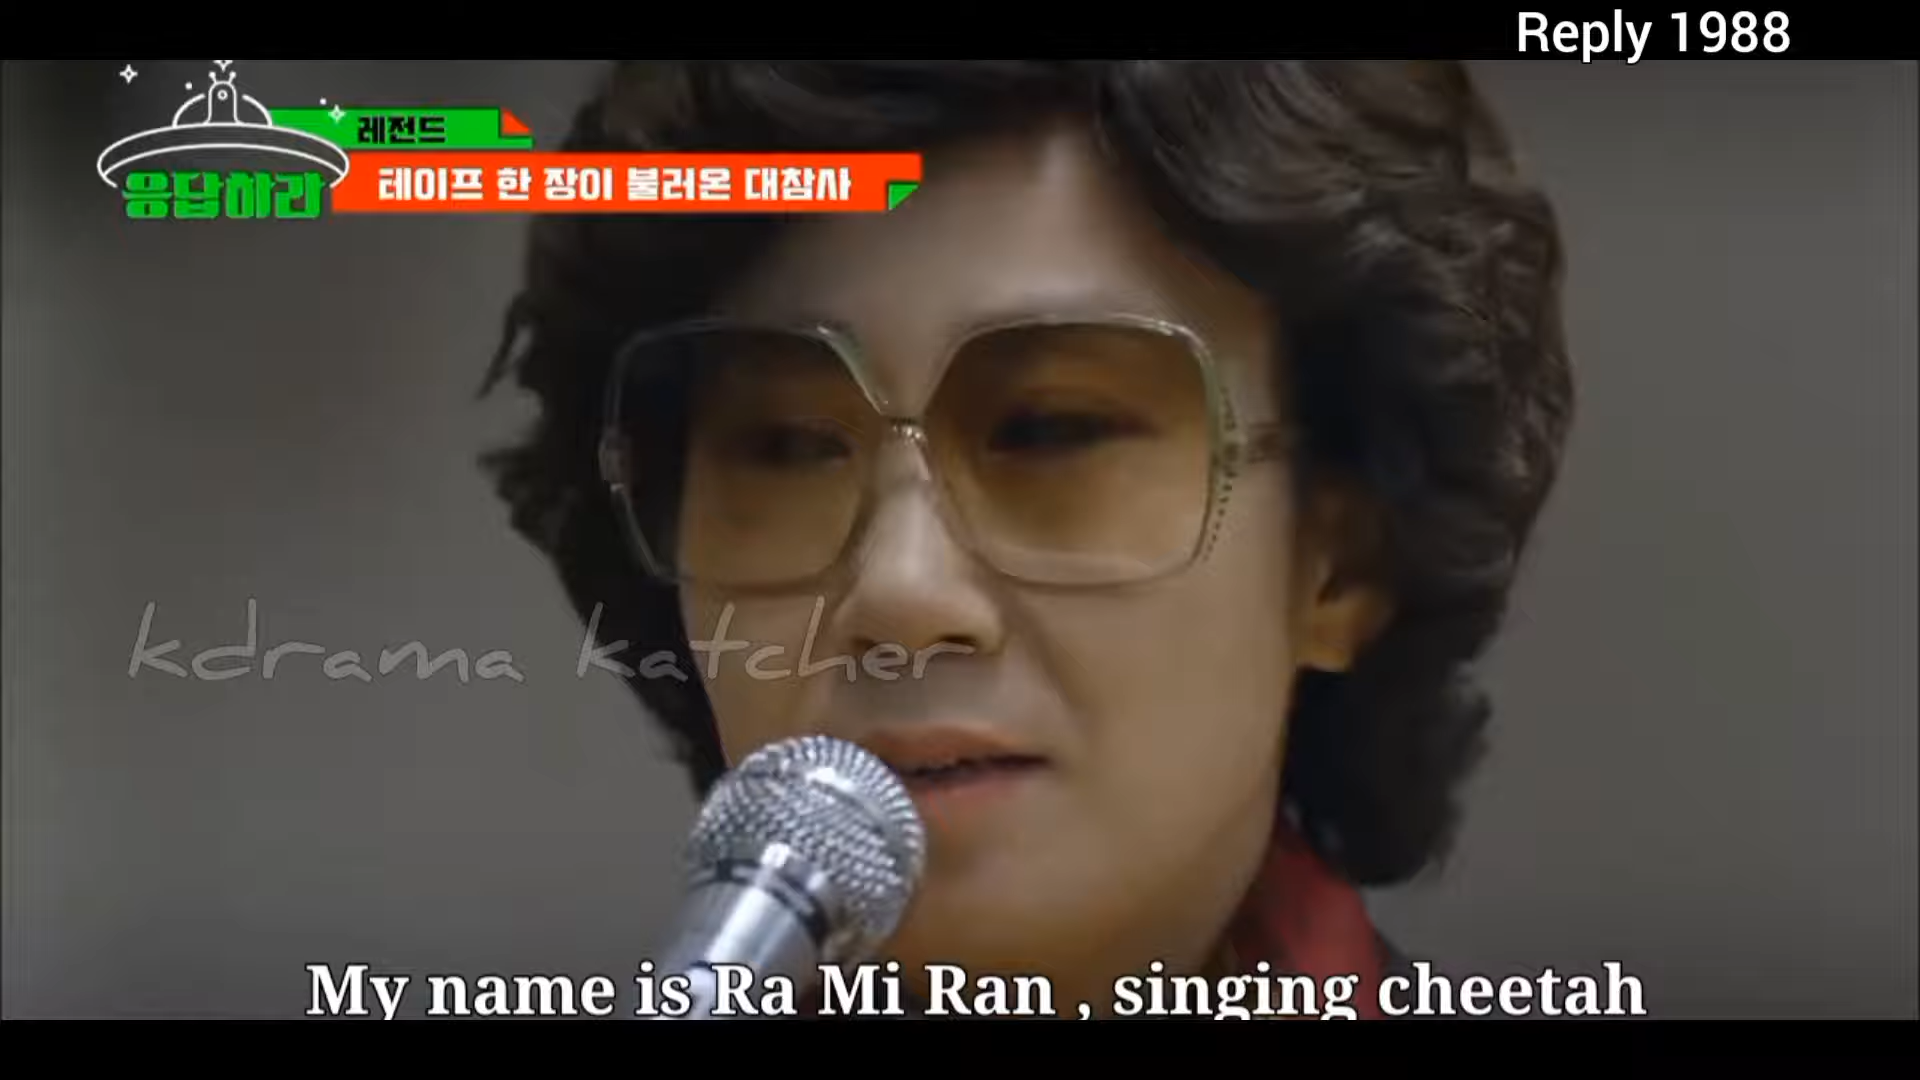 Reply 1988
레전드
응답하라
테이프 한 장이 불러온 대참사
kdrama katcher
My name is Ra Mi Ran , singing cheetah